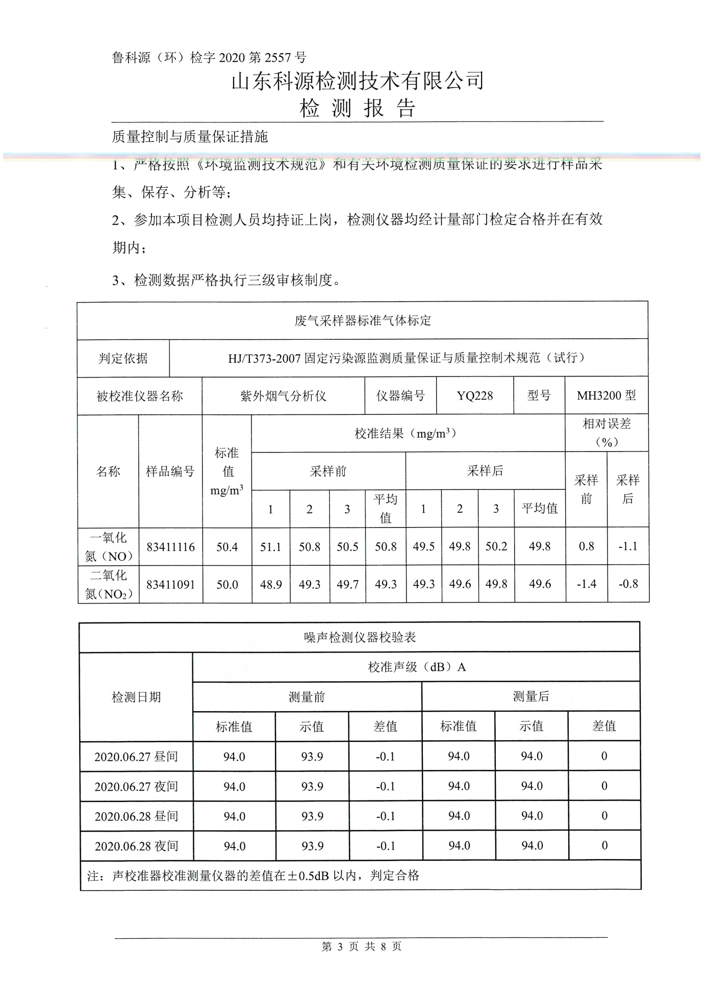 鲁科源（环）检字 2020 第 2557 号
山东科源检测技术有限公司
检 测 报 告
质量控制与质量保证措施
1、严格按照《环境监测技术规范》和有关环境检测质量保证的要求进行样品采
集、保存、分析等；
2、参加本项目检测人员均持证上岗，检测仪器均经计量部门检定合格并在有效
期内；
3、检测数据严格执行三级审核制度。
废气采样器标准气体标定
判定依据 HJ/T373-2007 固定污染源监测质量保证与质量控制术规范（试行）
被校准仪器名称 紫外烟气分析仪 仪器编号 YQ228 型号 MH3200 型
名称 样品编号 标准值 mg/m³ 校准结果（mg/m³） 相对误差（%）
采样前 采样后 采样前 采样后
1 2 3 平均值 1 2 3 平均值
一氧化氮（NO） 83411116 50.4 51.1 50.8 50.5 50.8 49.5 49.8 50.2 49.8 0.8 -1.1
二氧化氮（NO₂） 83411091 50.0 48.9 49.3 49.7 49.3 49.3 49.6 49.8 49.6 -1.4 -0.8
噪声检测仪器校验表
检测日期 校准声级（dB）A
测量前 测量后
标准值 示值 差值 标准值 示值 差值
2020.06.27 昼间 94.0 93.9 -0.1 94.0 94.0 0
2020.06.27 夜间 94.0 93.9 -0.1 94.0 94.0 0
2020.06.28 昼间 94.0 93.9 -0.1 94.0 94.0 0
2020.06.28 夜间 94.0 93.9 -0.1 94.0 94.0 0
注：声校准器校准测量仪器的差值在±0.5dB 以内，判定合格
第 3 页 共 8 页